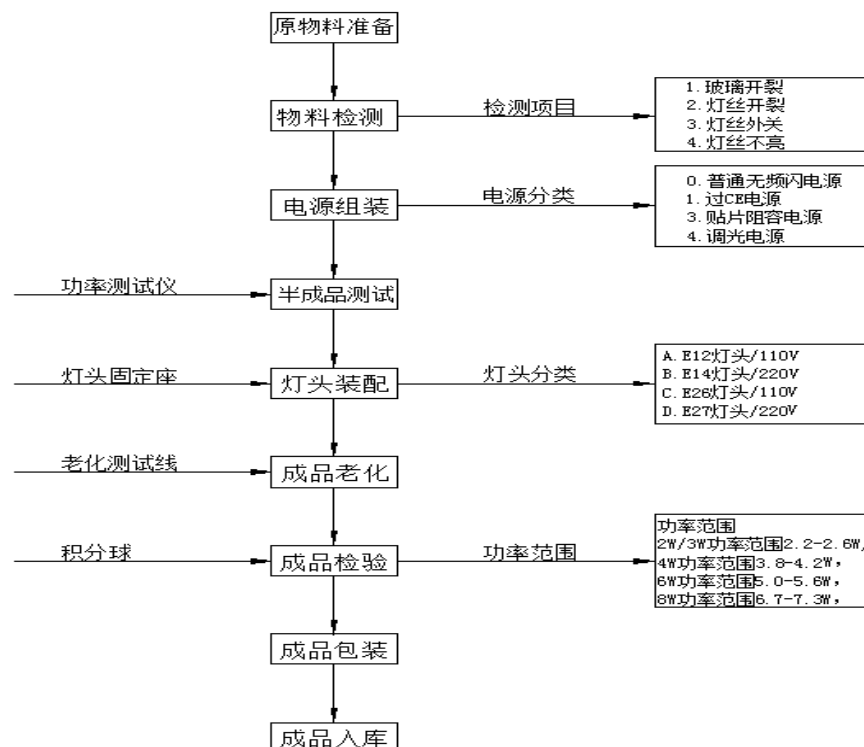 原物料准备
物料检测
检测项目
1.玻璃开裂
2.灯丝开裂
3.灯丝外关
4.灯丝不亮
电源组装
电源分类
0.普通无频闪电源
1.过CE电源
3.贴片阻容电源
4.调光电源
功率测试仪
半成品测试
灯头固定座
灯头装配
灯头分类
A.E12灯头/110V
B.E14灯头/220V
C.E26灯头/110V
D.E27灯头/220V
老化测试线
成品老化
积分球
成品检验
功率范围
功率范围
2W/3W功率范围2.2-2.6W,
4W功率范围3.8-4.2W,
6W功率范围5.0-5.6W,
8W功率范围6.7-7.3W,
成品包装
成品入库